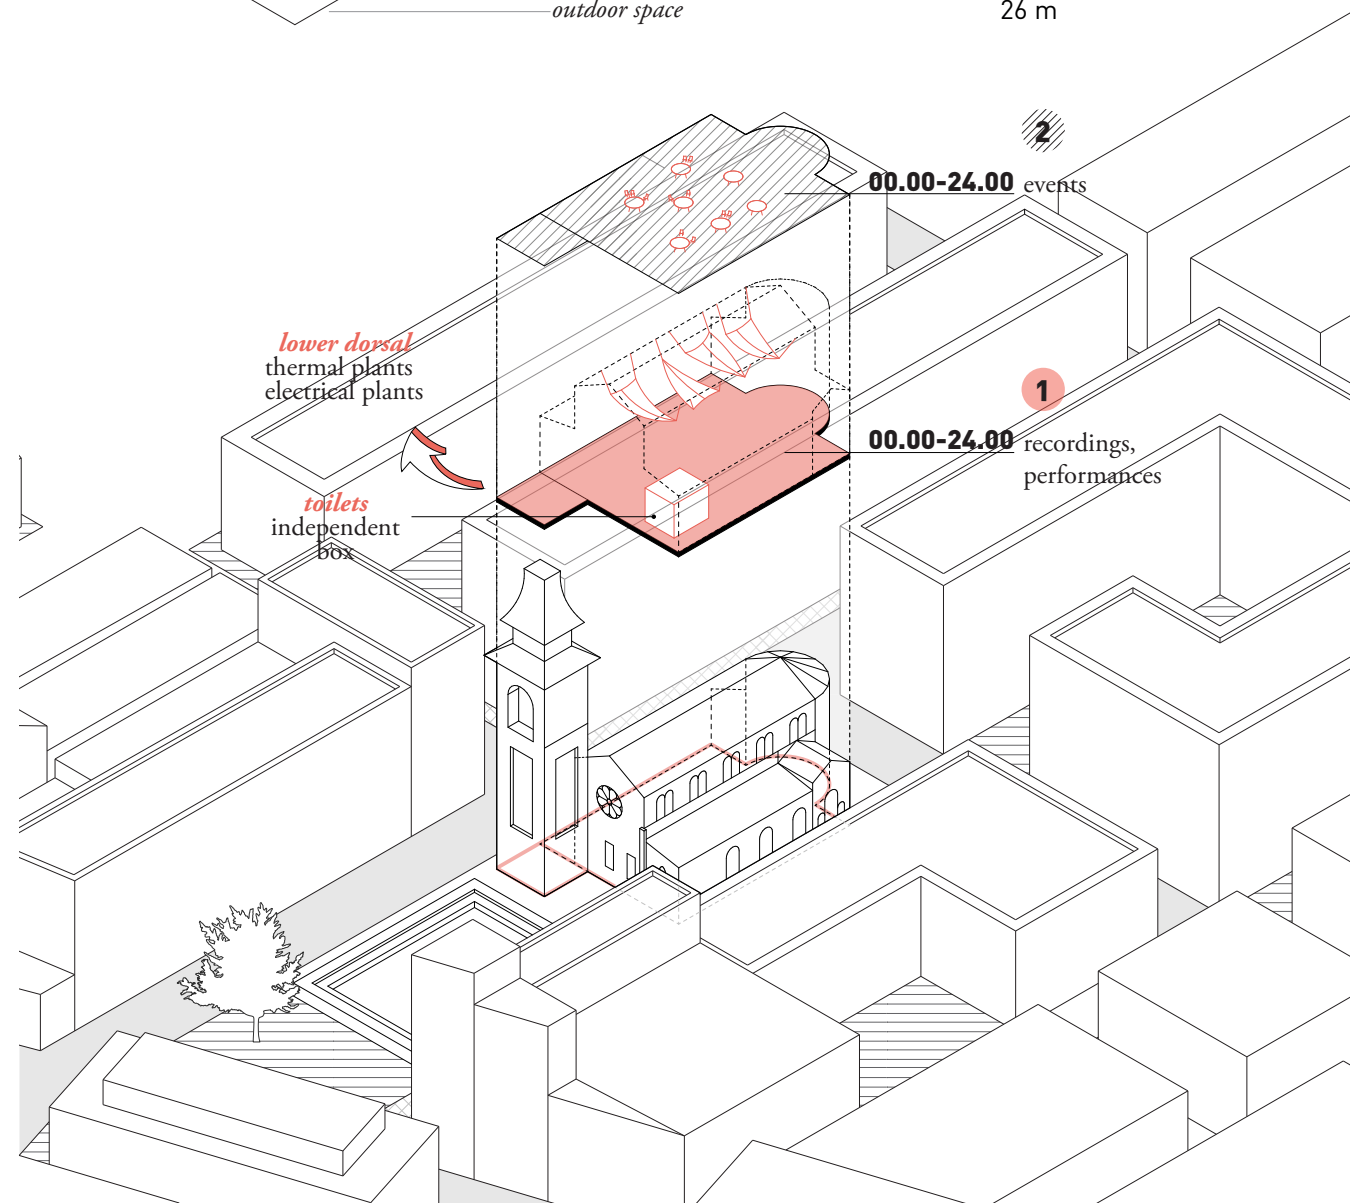 outdoor space
26 m
2
00.00-24.00 events
lower dorsal
thermal plants
electrical plants
1
00.00-24.00 recordings,
performances
toilets
independent
box